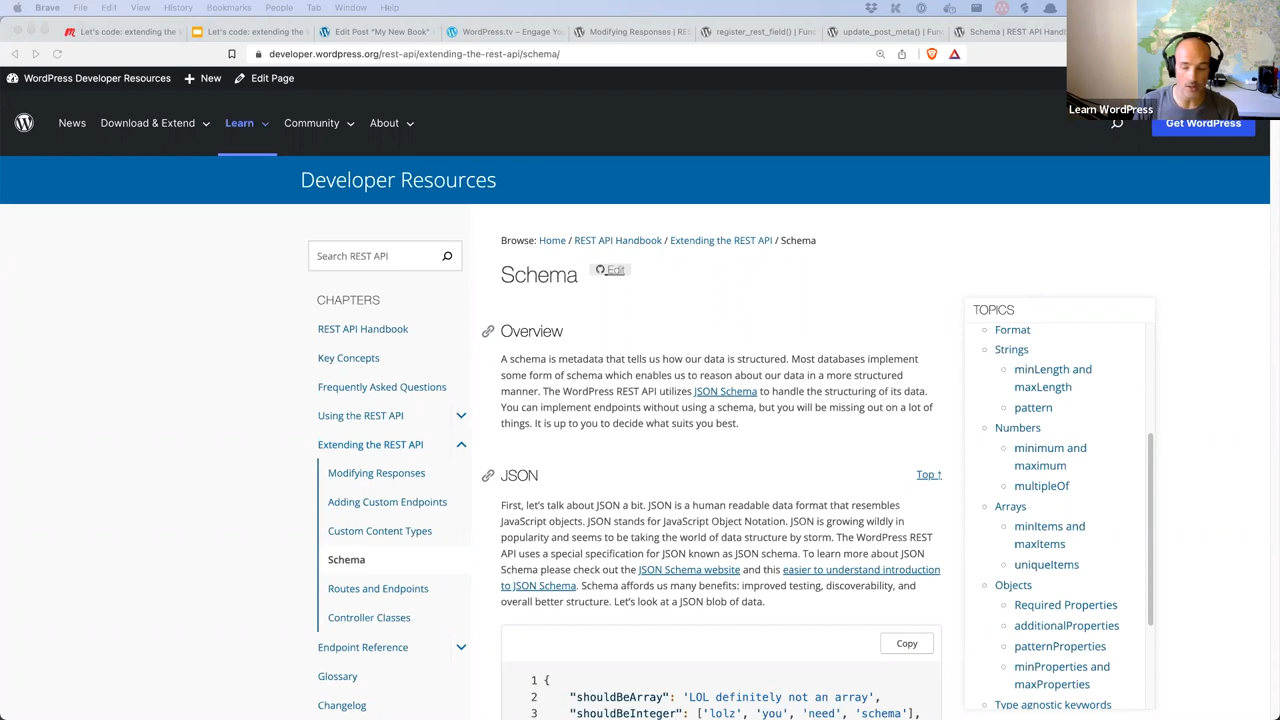 Brave File Edit View History Bookmarks People Tab Window Help
Let's code: extending the
Let's code: extending the
Edit Post "My New Book"
WordPress.tv – Engage Yo
Modifying Responses | RES
register_rest_field() | Func
update_post_meta() | Func
Schema | REST API Handb
developer.wordpress.org/rest-api/extending-the-rest-api/schema/
WordPress Developer Resources New Edit Page
Learn WordPress
News Download & Extend Learn Community About
Get WordPress
Developer Resources
Search REST API
CHAPTERS
REST API Handbook
Key Concepts
Frequently Asked Questions
Using the REST API
Extending the REST API
Modifying Responses
Adding Custom Endpoints
Custom Content Types
Schema
Routes and Endpoints
Controller Classes
Endpoint Reference
Glossary
Changelog
Browse: Home / REST API Handbook / Extending the REST API / Schema
Schema Edit
Overview
A schema is metadata that tells us how our data is structured. Most databases implement
some form of schema which enables us to reason about our data in a more structured
manner. The WordPress REST API utilizes JSON Schema to handle the structuring of its data.
You can implement endpoints without using a schema, but you will be missing out on a lot of
things. It is up to you to decide what suits you best.
JSON
Top ↑
First, let's talk about JSON a bit. JSON is a human readable data format that resembles
JavaScript objects. JSON stands for JavaScript Object Notation. JSON is growing wildly in
popularity and seems to be taking the world of data structure by storm. The WordPress REST
API uses a special specification for JSON known as JSON schema. To learn more about JSON
Schema please check out the JSON Schema website and this easier to understand introduction
to JSON Schema. Schema affords us many benefits: improved testing, discoverability, and
overall better structure. Let's look at a JSON blob of data.
Copy
1 {
2 "shouldBeArray": 'LOL definitely not an array',
3 "shouldBeInteger": ['lolz', 'you', 'need', 'schema'],
TOPICS
Format
Strings
minLength and
maxLength
pattern
Numbers
minimum and
maximum
multipleOf
Arrays
minItems and
maxItems
uniqueItems
Objects
Required Properties
additionalProperties
patternProperties
minProperties and
maxProperties
Type agnostic keywords